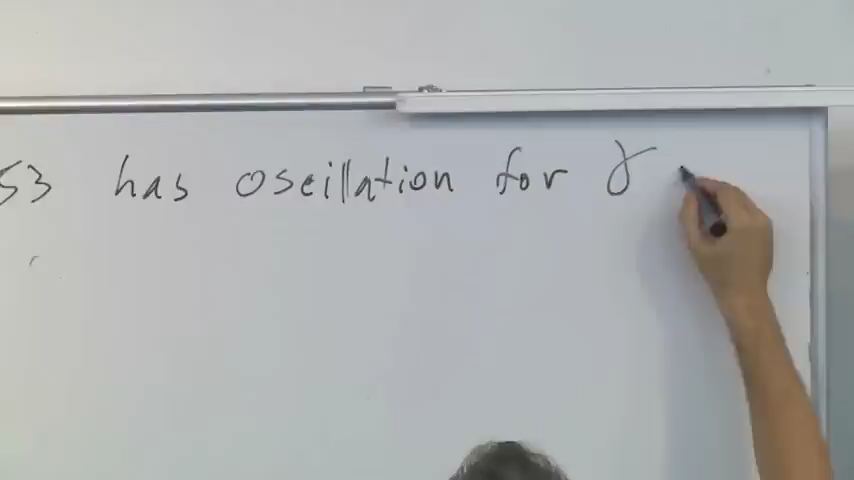 53 has oscillation for γ